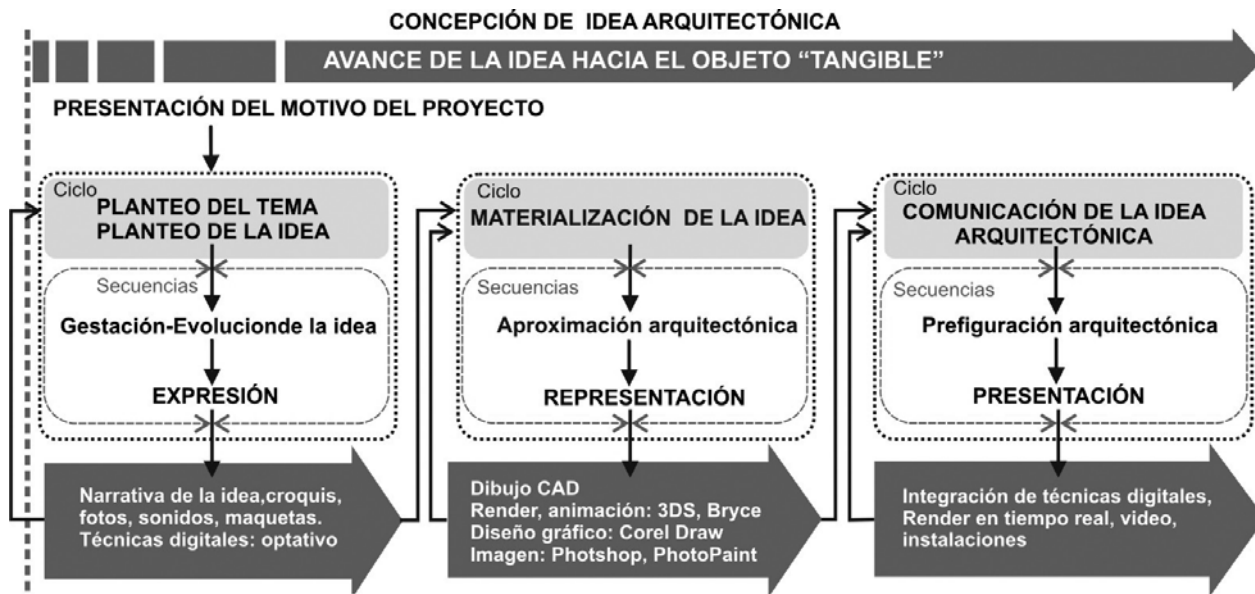 CONCEPCIÓN DE IDEA ARQUITECTÓNICA
AVANCE DE LA IDEA HACIA EL OBJETO “TANGIBLE”
PRESENTACIÓN DEL MOTIVO DEL PROYECTO
Ciclo
PLANTEO DEL TEMA
PLANTEO DE LA IDEA
Secuencias
Gestación-Evolucionde la idea
EXPRESIÓN
Narrativa de la idea,croquis,
fotos, sonidos, maquetas.
Técnicas digitales: optativo
Ciclo
MATERIALIZACIÓN DE LA IDEA
Secuencias
Aproximación arquitectónica
REPRESENTACIÓN
Dibujo CAD
Render, animación: 3DS, Bryce
Diseño gráfico: Corel Draw
Imagen: Photshop, PhotoPaint
Ciclo
COMUNICACIÓN DE LA IDEA
ARQUITECTÓNICA
Secuencias
Prefiguración arquitectónica
PRESENTACIÓN
Integración de técnicas digitales,
Render en tiempo real, video,
instalaciones